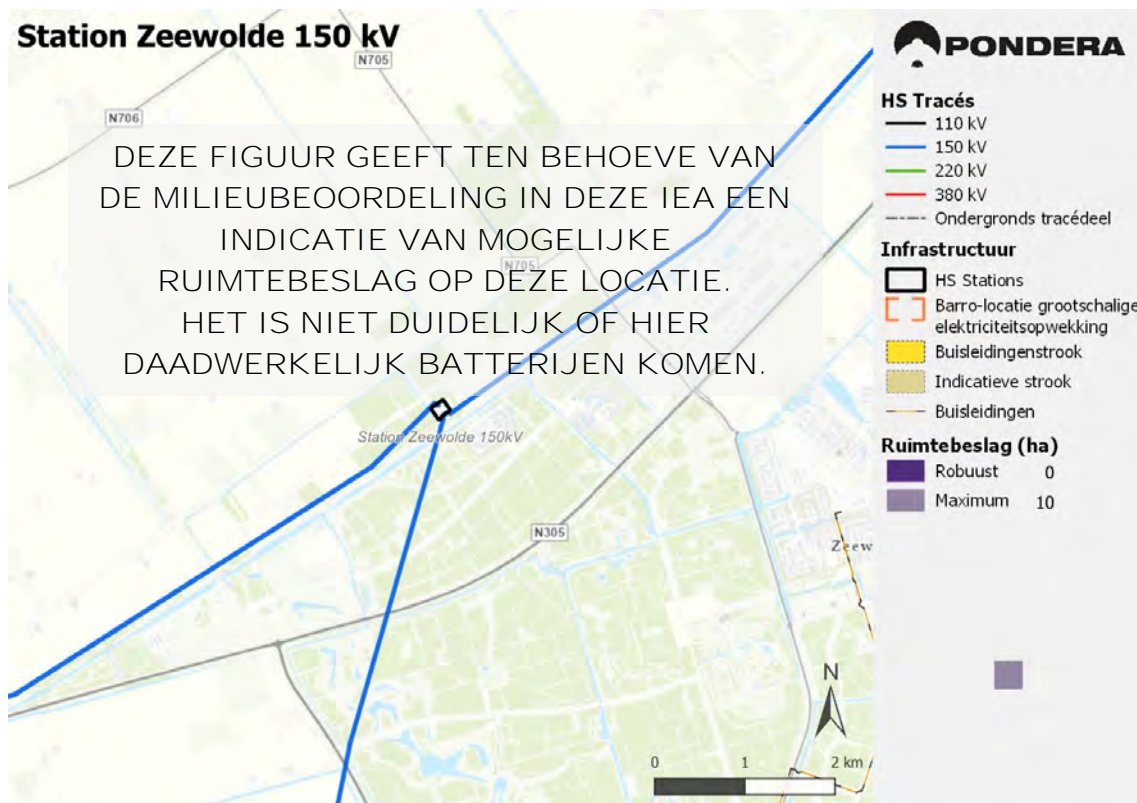 Station Zeewolde 150 kV
N705
N706
DEZE FIGUUR GEEFT TEN BEHOEVE VAN
DE MILIEUBEOORDELING IN DEZE IEA EEN
INDICATIE VAN MOGELIJKE
N705
RUIMTEBESLAG OP DEZE LOCATIE.
HET IS NIET DUIDELIJK OF HIER
DAADWERKELIJK BATTERIJEN KOMEN.
Station Zeewolde 150kV
N305
Zeew
N
0 1 2 km
PONDERA
HS Tracés
110 kV
150 kV
220 kV
380 kV
Ondergronds tracédeel
Infrastructuur
HS Stations
Barro-locatie grootschalige
elektriciteitsopwekking
Buisleidingenstrook
Indicatieve strook
Buisleidingen
Ruimtebeslag (ha)
Robuust 0
Maximum 10